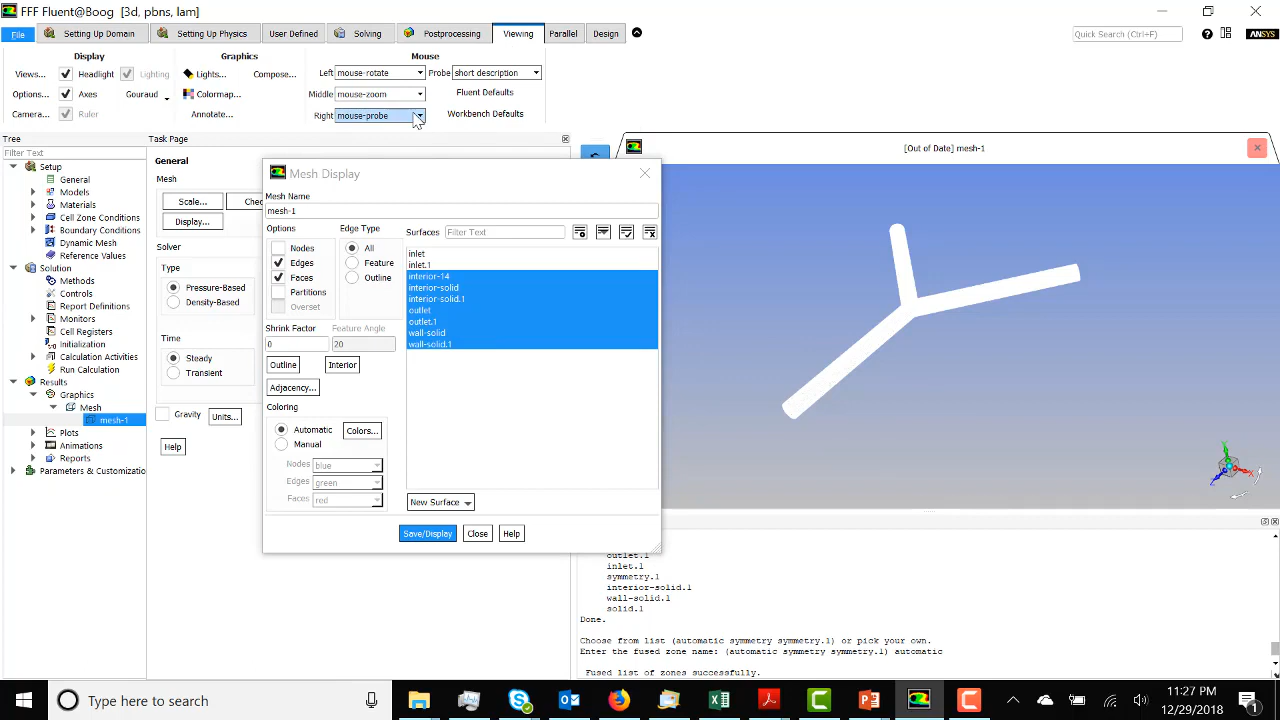 FFF Fluent@Boog [3d, pbns, lam]
File
Setting Up Domain
Setting Up Physics
User Defined
Solving
Postprocessing
Viewing
Parallel
Design
Quick Search (Ctrl+F)
ANSYS
Display
Graphics
Mouse
Views...
Headlight
Lighting
Lights...
Compose...
Left
mouse-rotate
Probe
short description
Options...
Axes
Gouraud
Colormap...
Middle
mouse-zoom
Fluent Defaults
Camera...
Ruler
Annotate...
Right
mouse-probe
Workbench Defaults
Tree
Filter Text
Setup
General
Models
Materials
Cell Zone Conditions
Boundary Conditions
Dynamic Mesh
Reference Values
Solution
Methods
Controls
Report Definitions
Monitors
Cell Registers
Initialization
Calculation Activities
Run Calculation
Results
Graphics
Mesh
mesh-1
Plots
Animations
Reports
Parameters & Customizatio
Task Page
General
Mesh
Scale...
Chec
Display...
Solver
Type
Pressure-Based
Density-Based
Time
Steady
Transient
Gravity
Units...
Help
Mesh Display
Mesh Name
mesh-1
Options
Nodes
Edges
Faces
Partitions
Overset
Edge Type
All
Feature
Outline
Shrink Factor
Feature Angle
0
20
Outline
Interior
Adjacency...
Coloring
Automatic
Manual
Colors...
Nodes
blue
Edges
green
Faces
red
Surfaces
Filter Text
inlet
inlet.1
interior-14
interior-solid
interior-solid.1
outlet
outlet.1
wall-solid
wall-solid.1
New Surface
Save/Display
Close
Help
[Out of Date] mesh-1
outlet.1
inlet.1
symmetry.1
interior-solid.1
wall-solid.1
solid.1
Done.
Choose from list (automatic symmetry symmetry.1) or pick your own.
Enter the fused zone name: (automatic symmetry symmetry.1) automatic
Fused list of zones successfully.
Type here to search
11:27 PM
12/29/2018
1